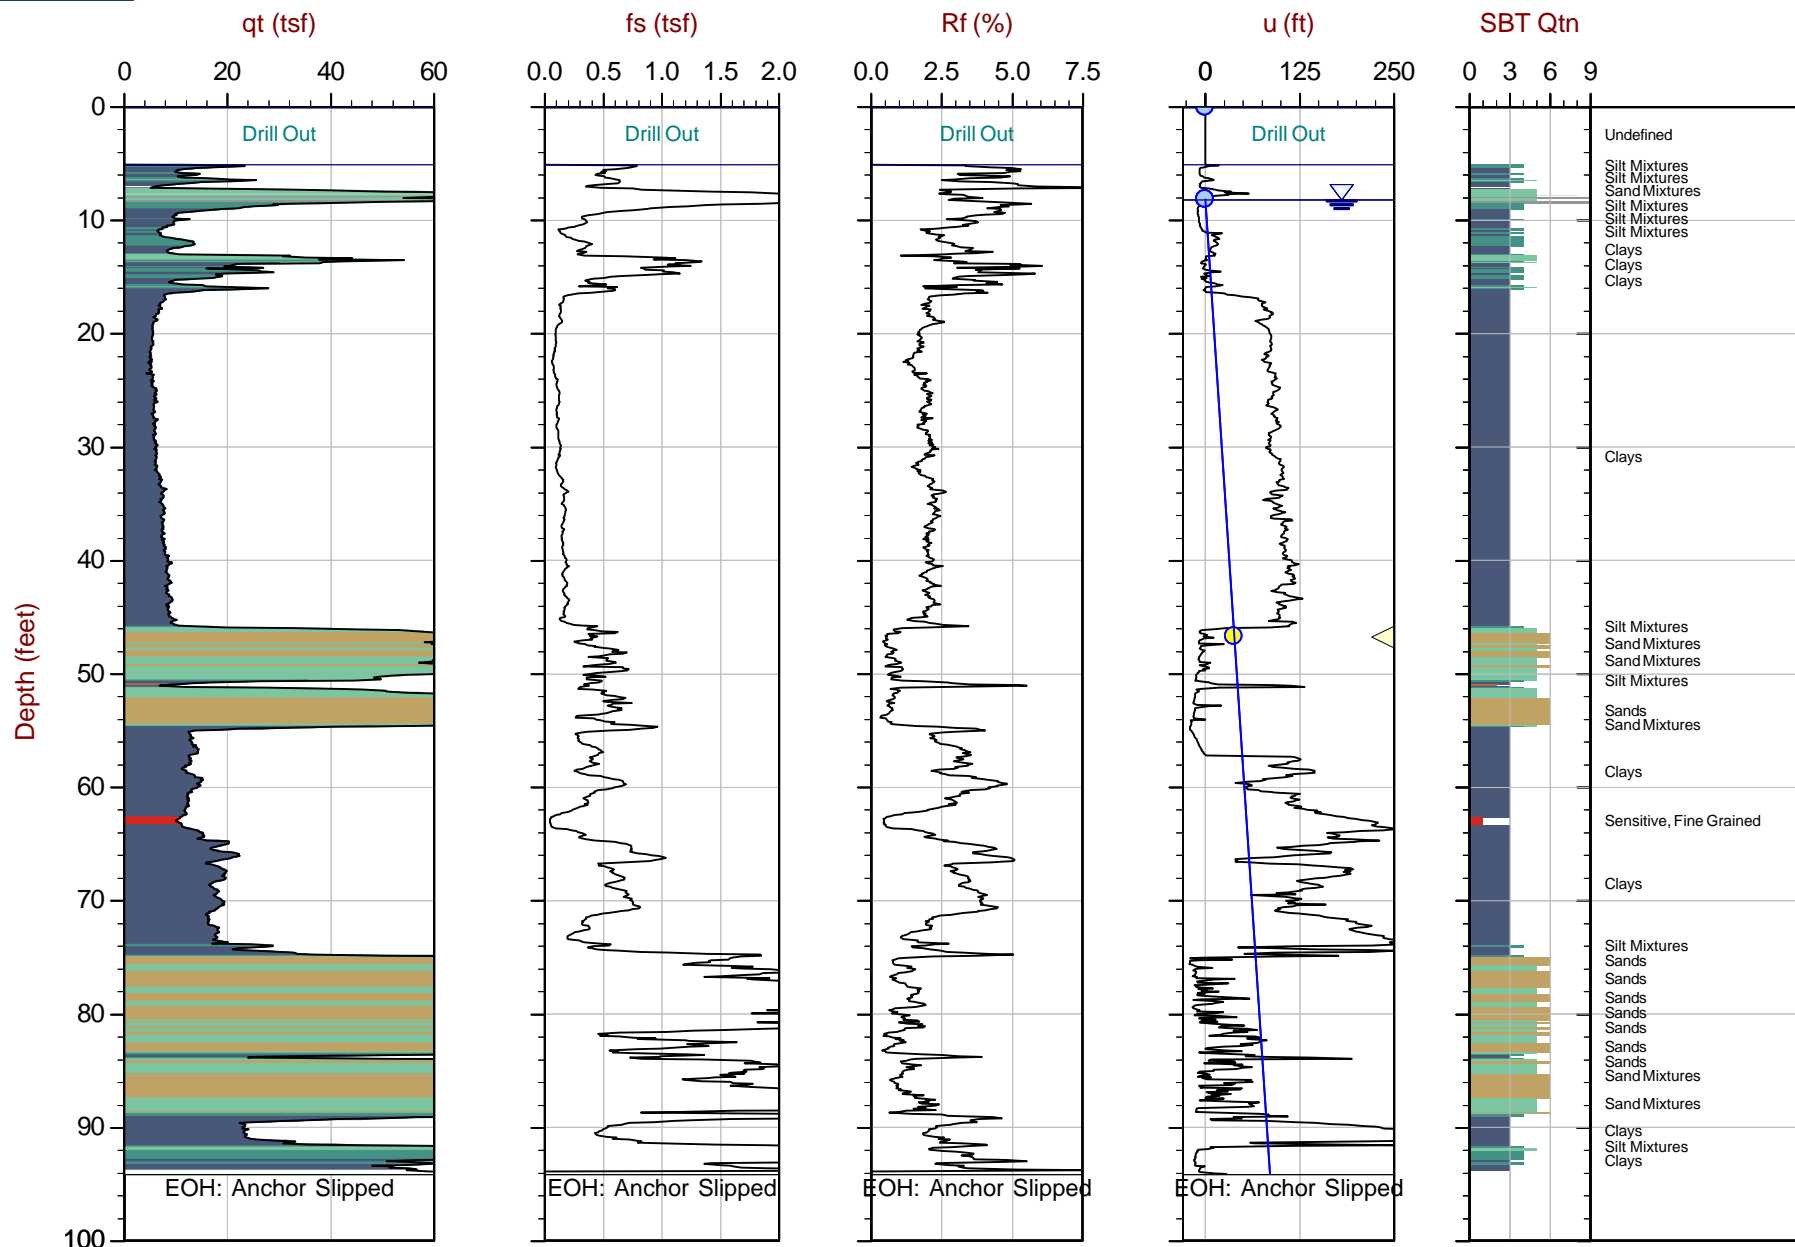 qt (tsf)
fs (tsf)
Rf (%)
u (ft)
SBT Qtn
0 20 40 60
0.0 0.5 1.0 1.5 2.0
0.0 2.5 5.0 7.5
0 125 250
0 3 6 9
Depth (feet)
0
10
20
30
40
50
60
70
80
90
100
Drill Out
Drill Out
Drill Out
Drill Out
Undefined
Silt Mixtures
Silt Mixtures
Sand Mixtures
Silt Mixtures
Silt Mixtures
Silt Mixtures
Clays
Clays
Clays
Clays
Silt Mixtures
Sand Mixtures
Sand Mixtures
Silt Mixtures
Sands
Sand Mixtures
Clays
Sensitive, Fine Grained
Clays
Silt Mixtures
Sands
Sands
Sands
Sands
Sands
Sands
Sands
Sand Mixtures
Sand Mixtures
Clays
Silt Mixtures
Clays
EOH: Anchor Slipped
EOH: Anchor Slipped
EOH: Anchor Slipped
EOH: Anchor Slipped